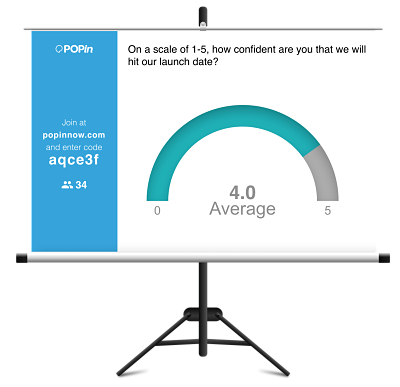 POPin
On a scale of 1-5, how confident are you that we will
hit our launch date?
Join at
popinnow.com
and enter code
aqce3f
34
4.0
Average
0
5